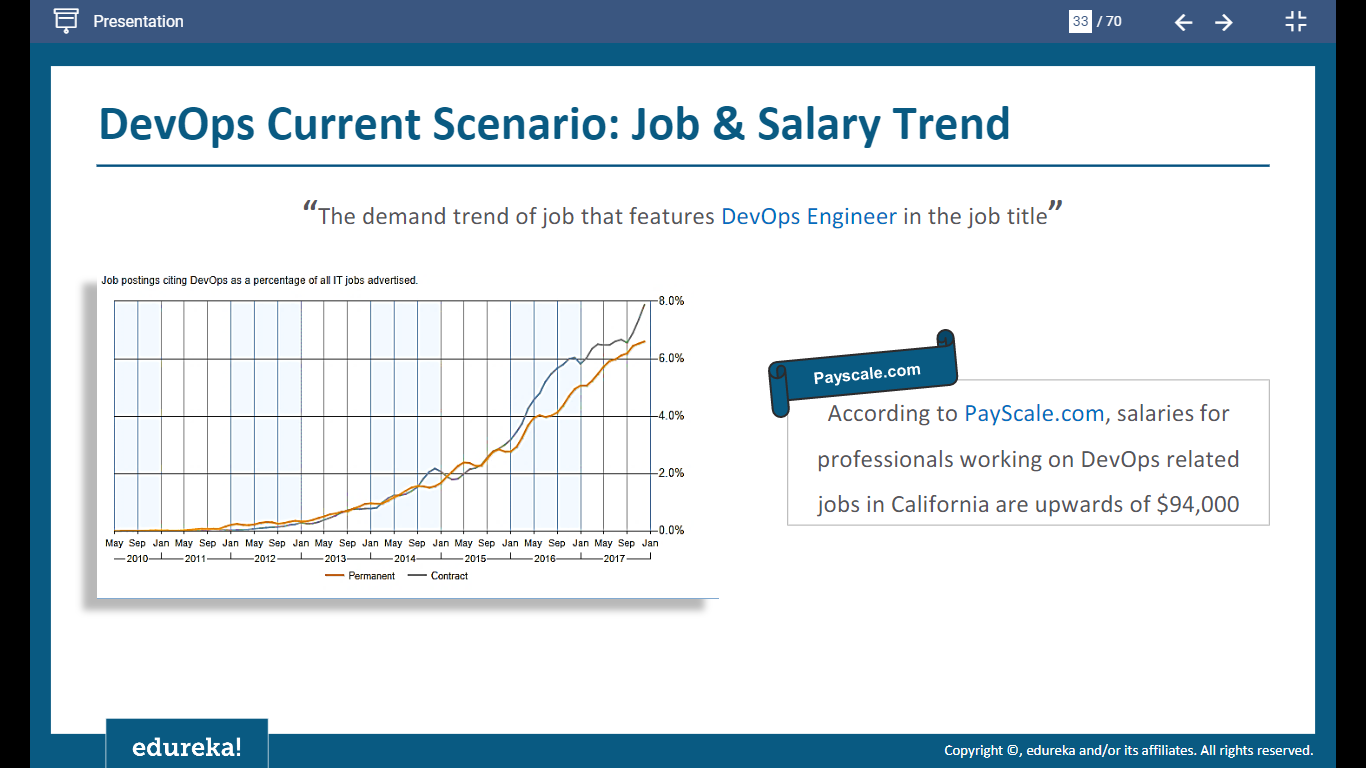 Presentation
33 / 70
DevOps Current Scenario: Job & Salary Trend
“The demand trend of job that features DevOps Engineer in the job title”
Job postings citing DevOps as a percentage of all IT jobs advertised.
8.0%
6.0%
4.0%
2.0%
0.0%
May Sep Jan May Sep Jan May Sep Jan May Sep Jan May Sep Jan May Sep Jan May Sep Jan May Sep Jan
2010 2011 2012 2013 2014 2015 2016 2017
Permanent Contract
Payscale.com
According to PayScale.com, salaries for
professionals working on DevOps related
jobs in California are upwards of $94,000
edureka!
Copyright ©, edureka and/or its affiliates. All rights reserved.